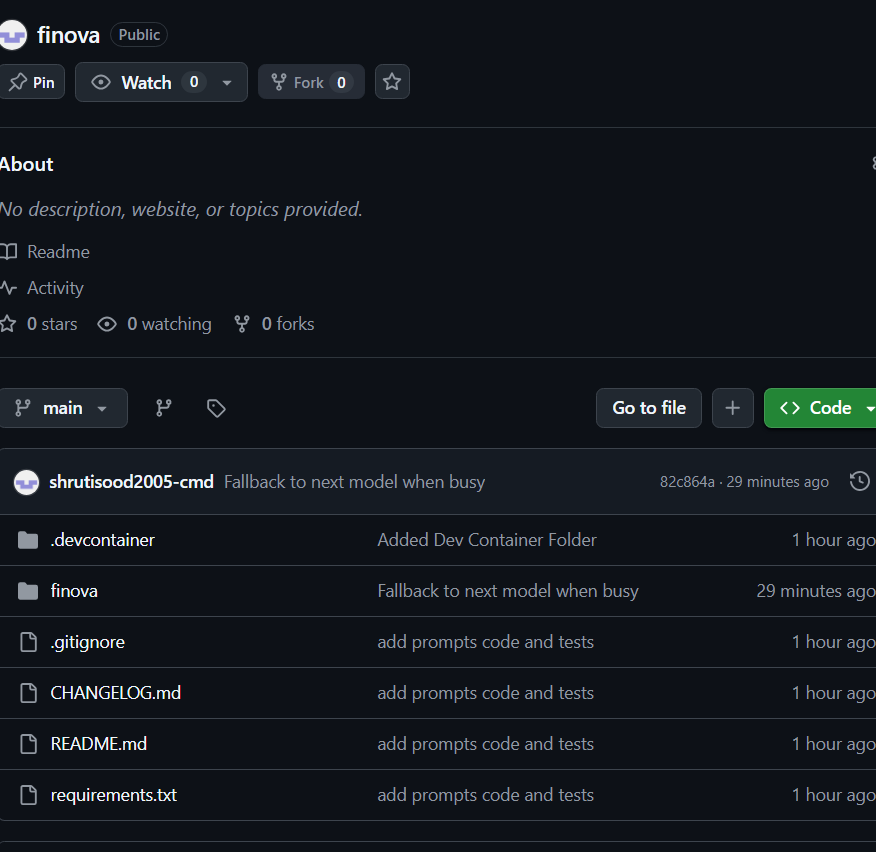 finova Public
Pin Watch 0 Fork 0
About
No description, website, or topics provided.
Readme
Activity
0 stars 0 watching 0 forks
main Go to file Code
shrutisood2005-cmd Fallback to next model when busy 82c864a · 29 minutes ago
.devcontainer Added Dev Container Folder 1 hour ago
finova Fallback to next model when busy 29 minutes ago
.gitignore add prompts code and tests 1 hour ago
CHANGELOG.md add prompts code and tests 1 hour ago
README.md add prompts code and tests 1 hour ago
requirements.txt add prompts code and tests 1 hour ago